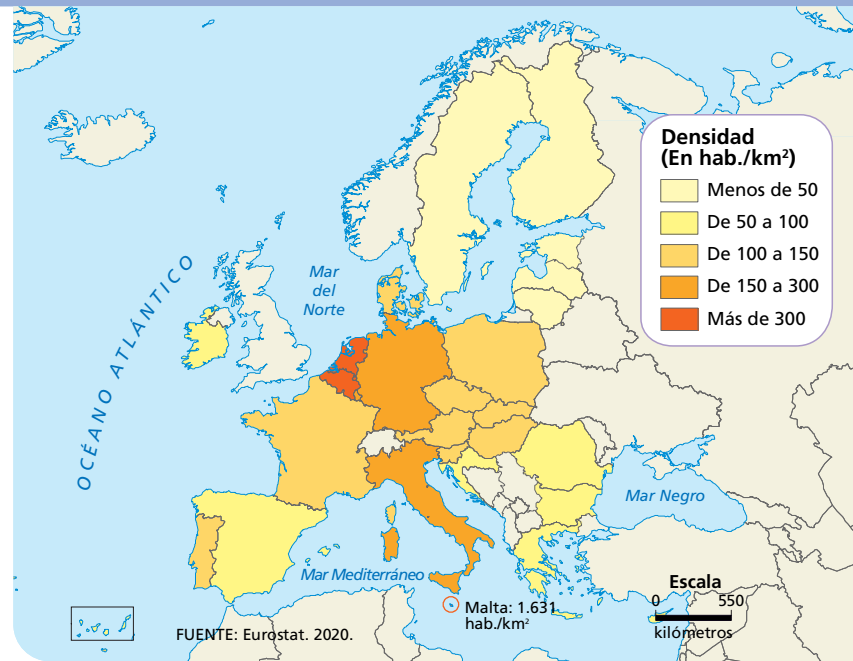 Densidad
(En hab./km²)
Menos de 50
De 50 a 100
De 100 a 150
De 150 a 300
Más de 300
OCÉANO ATLÁNTICO
Mar
del
Norte
Mar Negro
Mar Mediterráneo
Malta: 1.631
hab./km²
Escala
0 550
kilómetros
FUENTE: Eurostat. 2020.